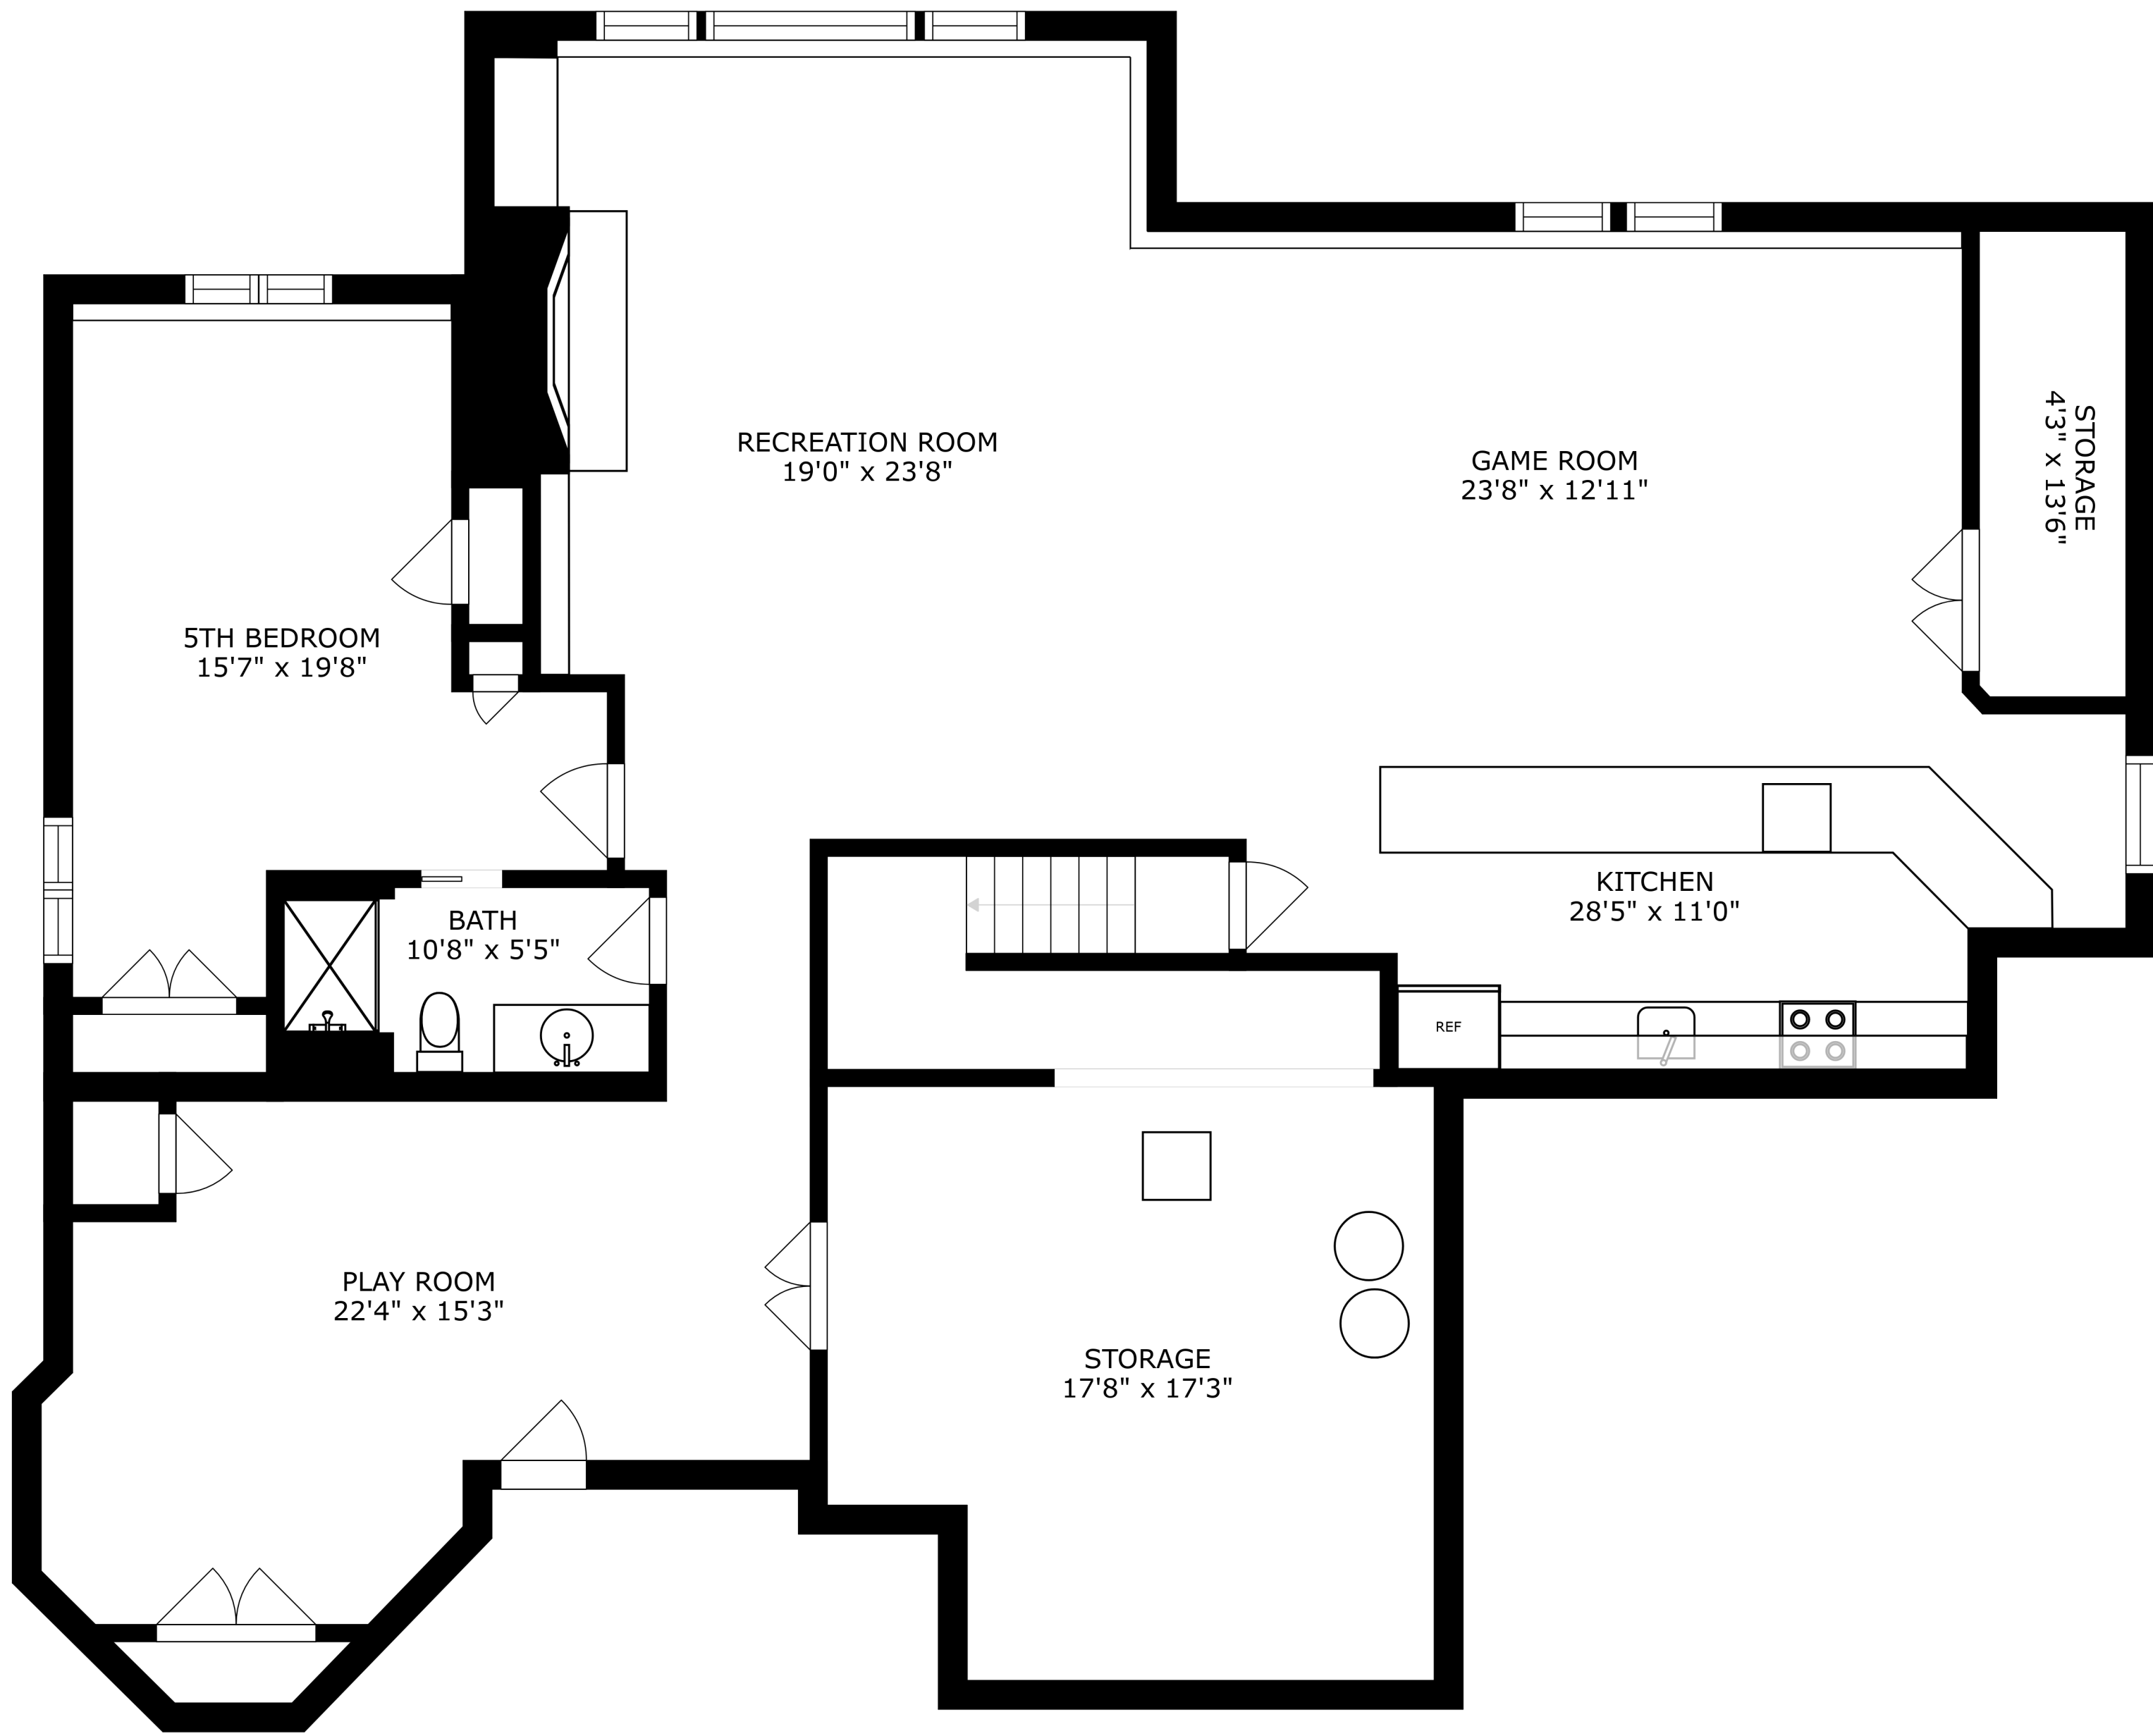 RECREATION ROOM
19'0" x 23'8"
GAME ROOM
23'8" x 12'11"
STORAGE
4'3" x 13'6"
5TH BEDROOM
15'7" x 19'8"
KITCHEN
28'5" x 11'0"
BATH
10'8" x 5'5"
REF
PLAY ROOM
22'4" x 15'3"
STORAGE
17'8" x 17'3"